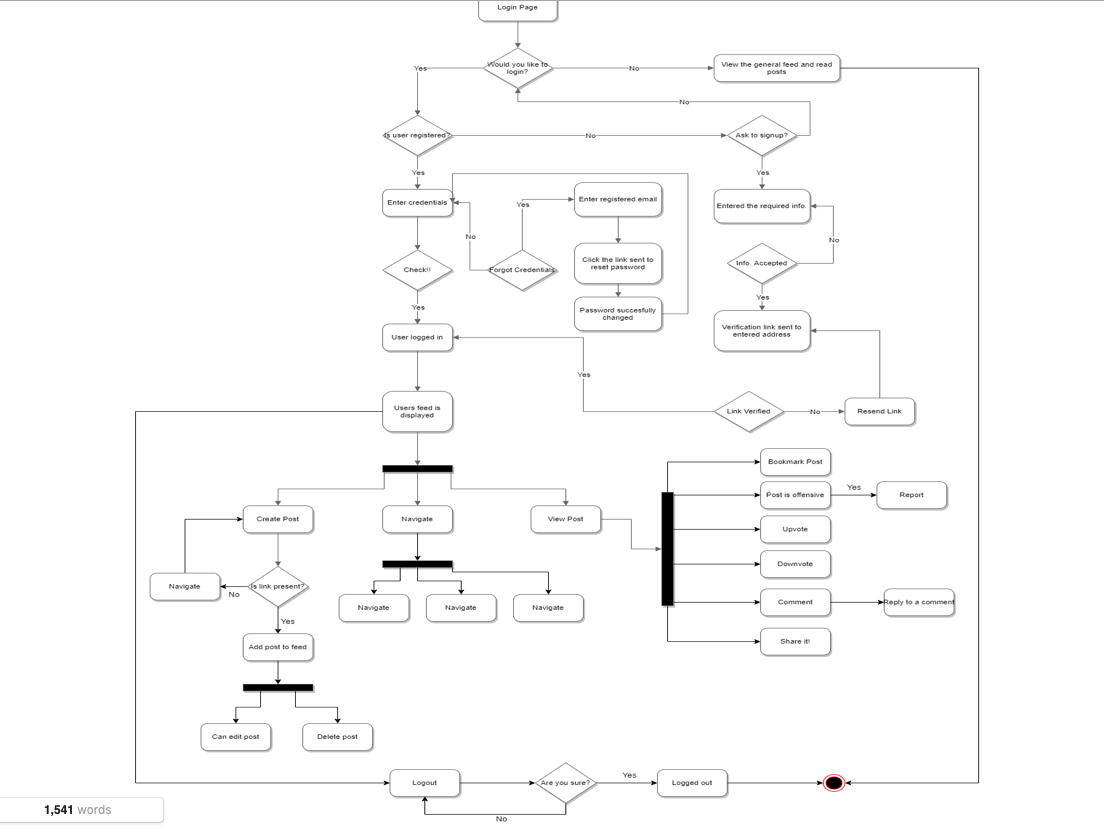 Login Page
Would you like to
login?
Yes
No
View the general feed and read
posts
No
Is user registered?
No
Ask to signup?
Yes
Yes
Enter credentials
Yes
Enter registered email
Entered the required info.
No
No
Check!!
Forgot Credentials
Click the link sent to
reset password
Info. Accepted
Yes
Yes
Password succesfully
changed
Verification link sent to
entered address
User logged in
Yes
Users feed is
displayed
Link Verified
No
Resend Link
Bookmark Post
Post is offensive
Yes
Report
Create Post
Navigate
View Post
Upvote
Downvote
Navigate
No
Is link present?
Yes
Navigate
Navigate
Navigate
Comment
Reply to a comment
Add post to feed
Share it!
Can edit post
Delete post
Logout
Are you sure?
Yes
Logged out
No
1,541 words